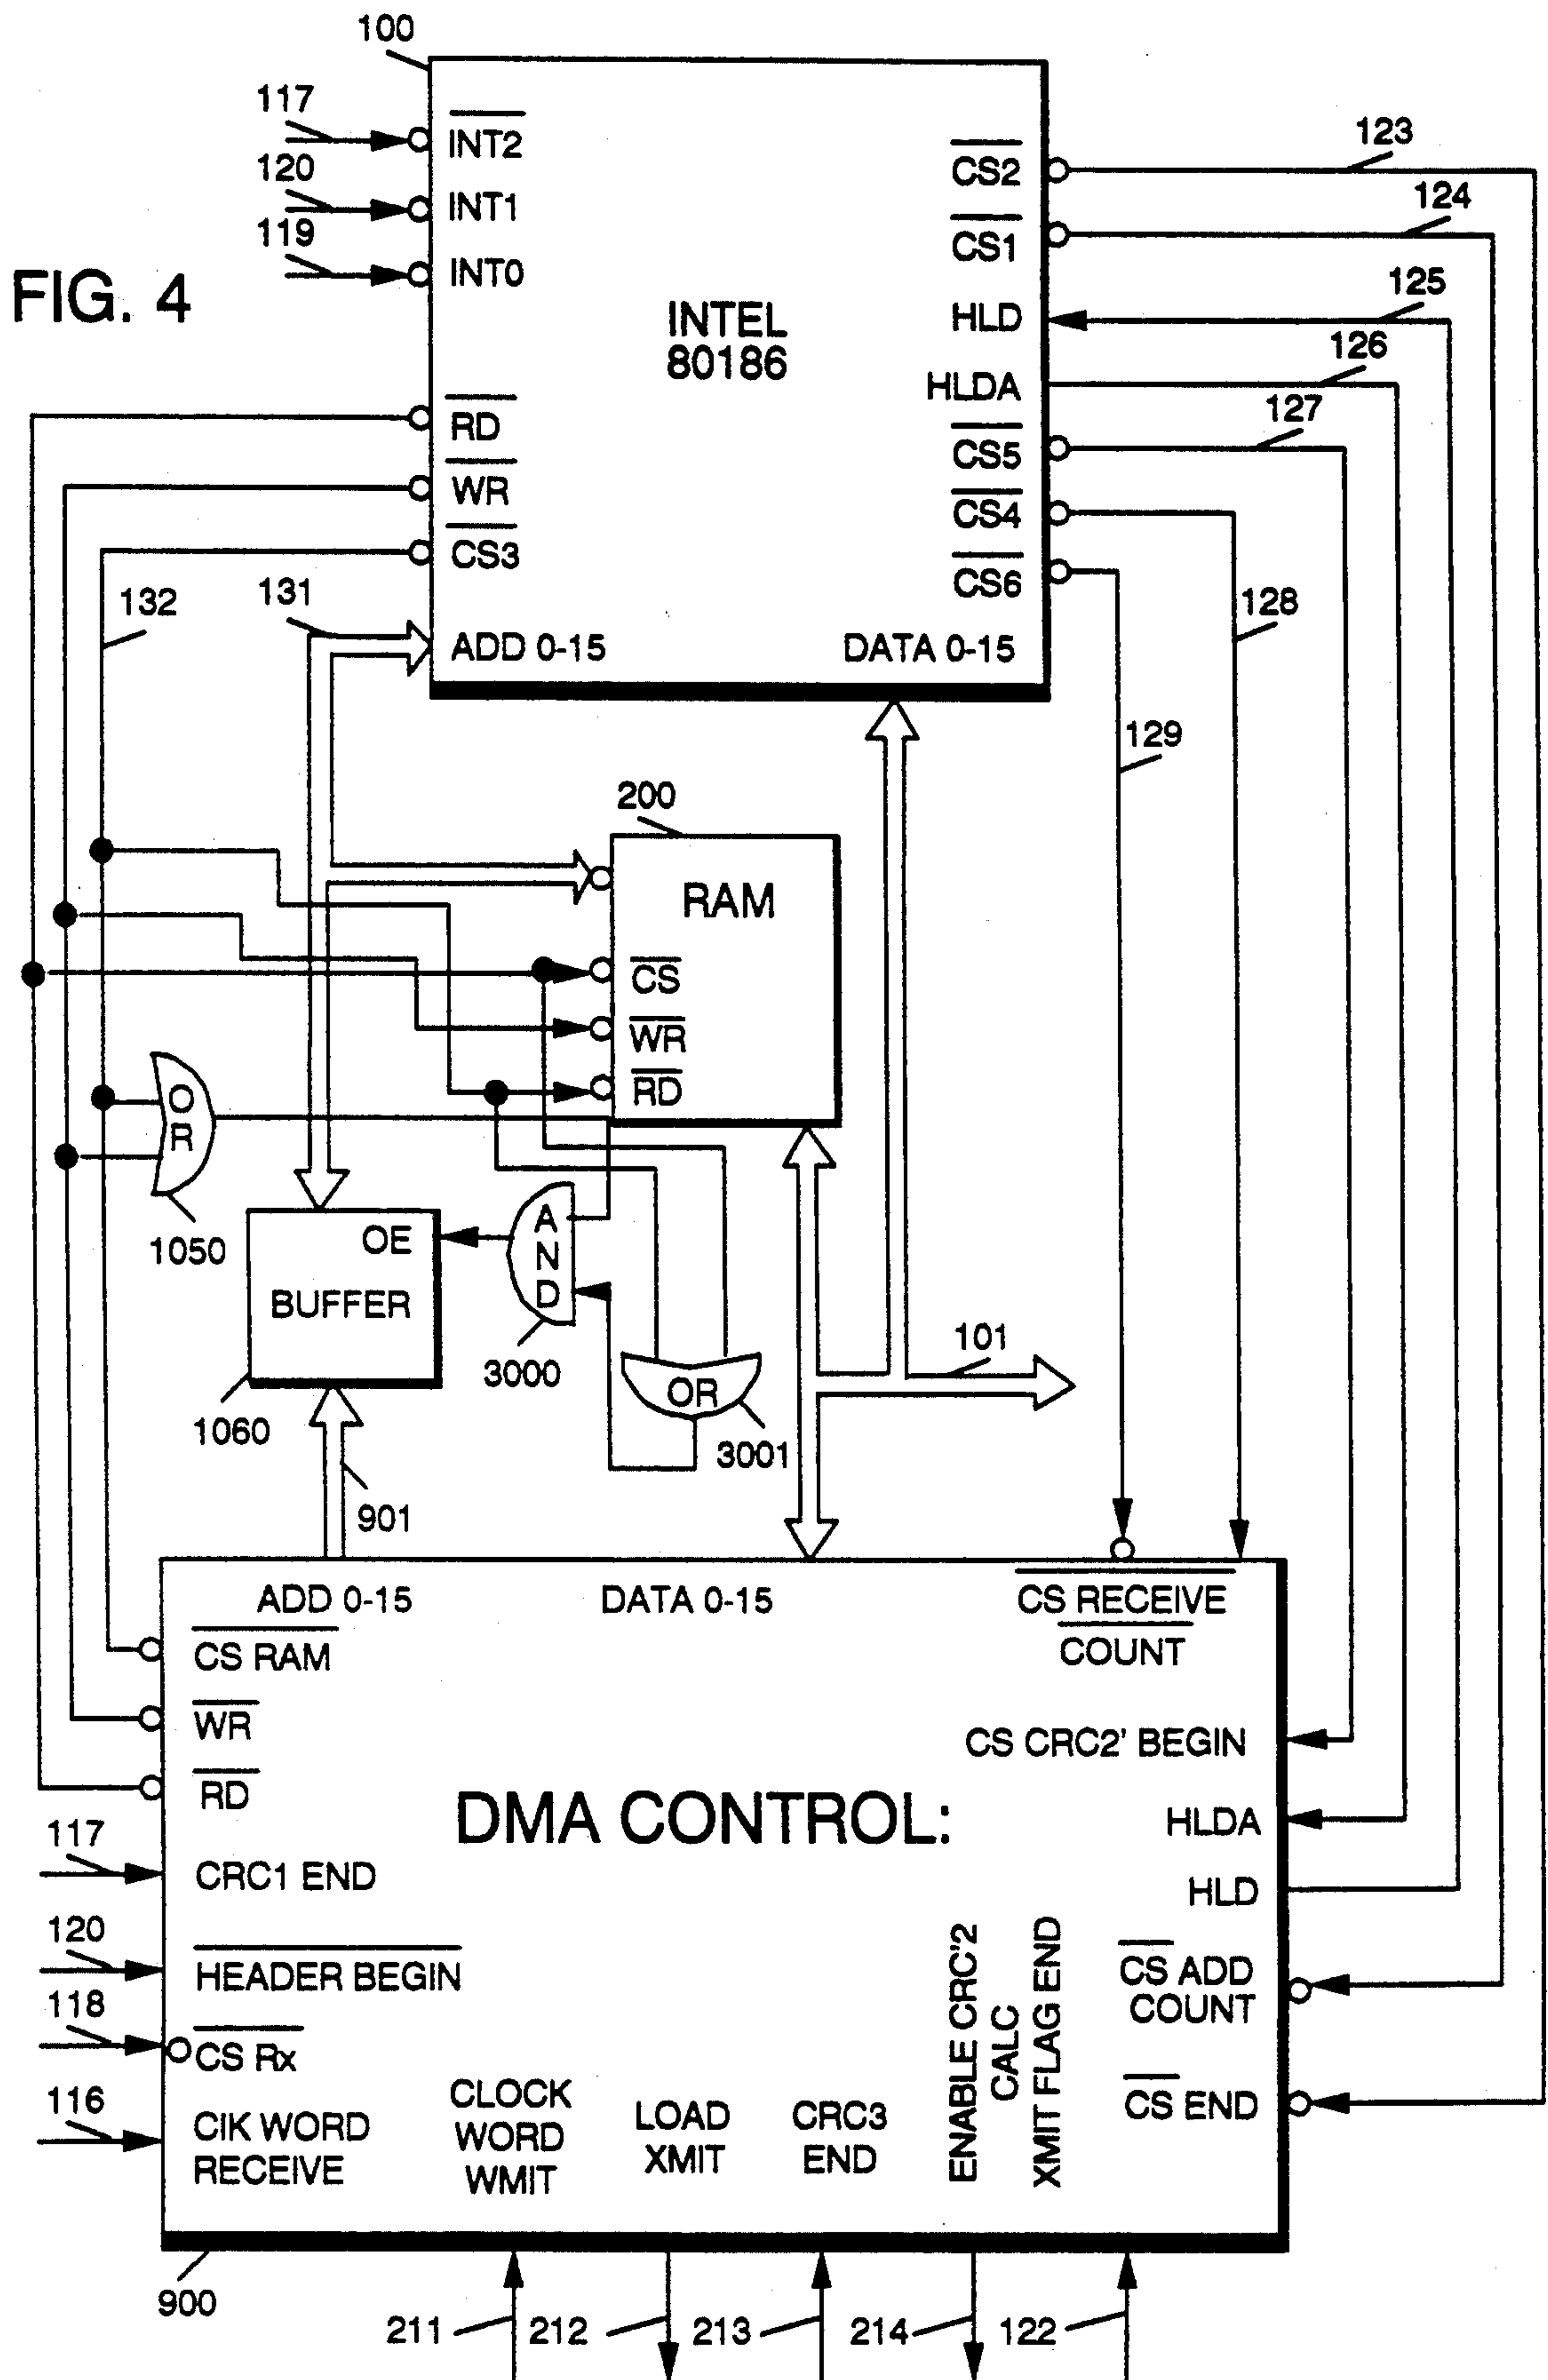 FIG. 4
100
117
120
119
INT2
INT1
INT0
INTEL
80186
CS2
CS1
HLD
HLDA
CS5
CS4
CS6
123
124
125
126
127
128
129
RD
WR
CS3
132
131
ADD 0-15
DATA 0-15
200
RAM
CS
WR
RD
OR
1050
OE
BUFFER
1060
AND
3000
OR
3001
101
901
ADD 0-15
DATA 0-15
CS RECEIVE
COUNT
CS RAM
WR
RD
DMA CONTROL:
CS CRC2' BEGIN
HLDA
HLD
CS ADD
COUNT
CS END
117
CRC1 END
120
HEADER BEGIN
118
CS Rx
116
CIK WORD
RECEIVE
CLOCK
WORD
WMIT
LOAD
XMIT
CRC3
END
ENABLE CRC'2
CALC
XMIT FLAG END
900
211
212
213
214
122